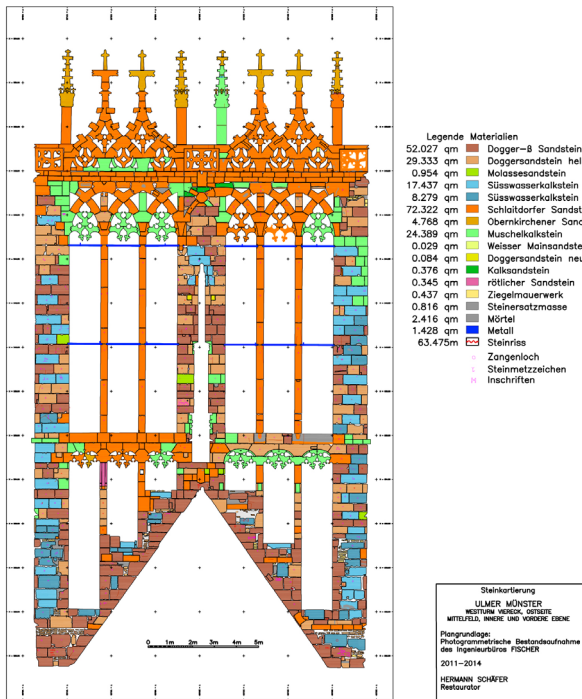 Legende Materialien
52.027 qm Dogger-ß Sandstein
29.333 qm Doggersandstein hel
0.954 qm Molassesandstein
17.437 qm Süsswasserkalkstein
8.279 qm Süsswasserkalkstein
72.322 qm Schlaitdorfer Sandst
4.768 qm Obernkirchener Sand
24.389 qm Muschelkalkstein
0.029 qm Weisser Mainsandste
0.084 qm Doggersandstein neu
0.376 qm Kalksandstein
0.345 qm rötlicher Sandstein
0.437 qm Ziegelmauerwerk
0.816 qm Steinersatzmasse
2.416 qm Mörtel
1.428 qm Metall
63.475m Steinriss
Zangenloch
Steinmetzzeichen
Inschriften
0 1m 2m 3m 4m 5m
Steinkartierung
ULMER MÜNSTER
WESTTURM VIERECK, OSTSEITE
MITTELFELD, INNERE UND VORDERE EBENE
Plangrundlage:
Photogrammetrische Bestandsaufnahme
des Ingenieurbüros FISCHER
2011-2014
HERMANN SCHÄFER
Restaurator